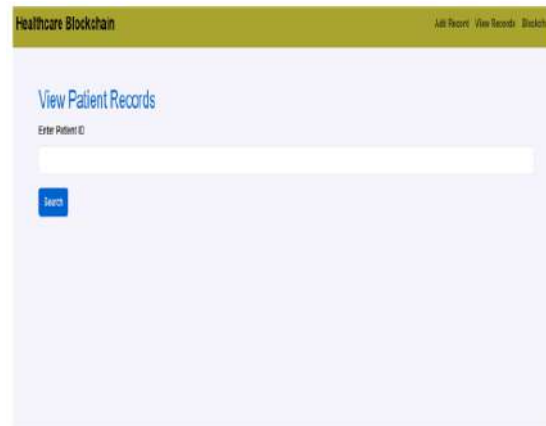 Healthcare Blockchain
Add Record View Records
View Patient Records
Enter Patient ID
Search